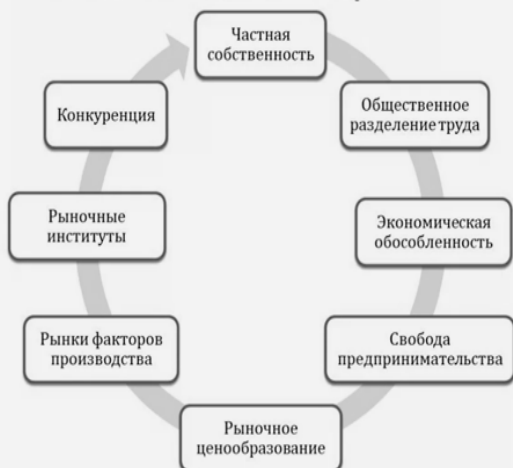 Частная
собственность
Общественное
разделение труда
Экономическая
обособленность
Свобода
предпринимательства
Рыночное
ценообразование
Рынки факторов
производства
Рыночные
институты
Конкуренция